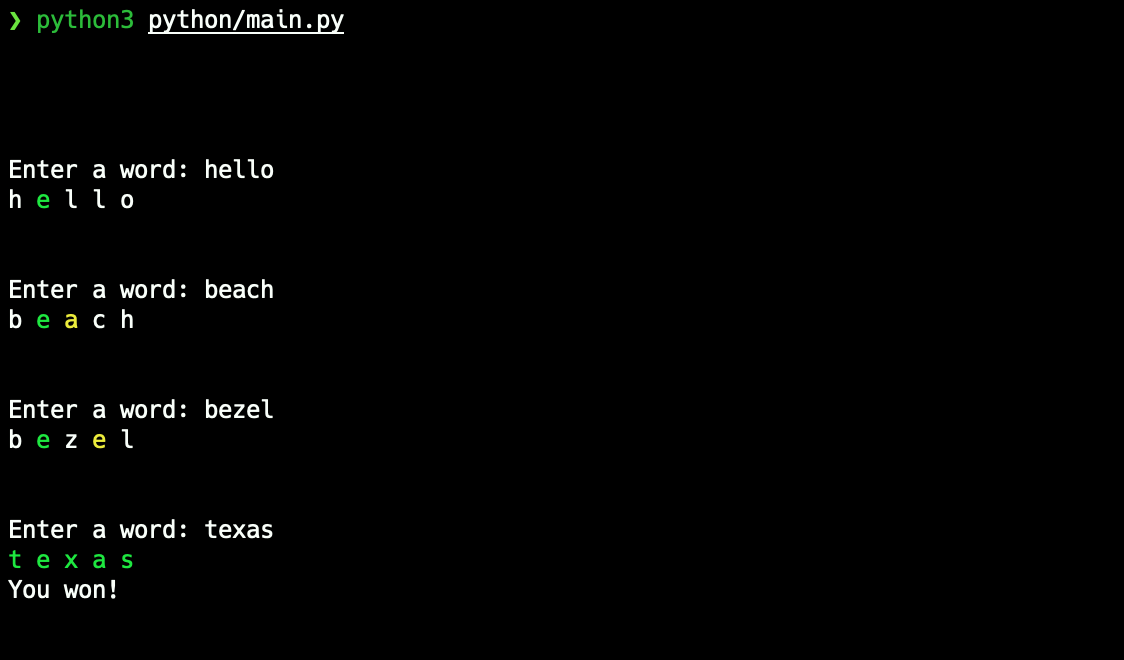 ❯ python3 python/main.py
Enter a word: hello
h e l l o
Enter a word: beach
b e a c h
Enter a word: bezel
b e z e l
Enter a word: texas
t e x a s
You won!